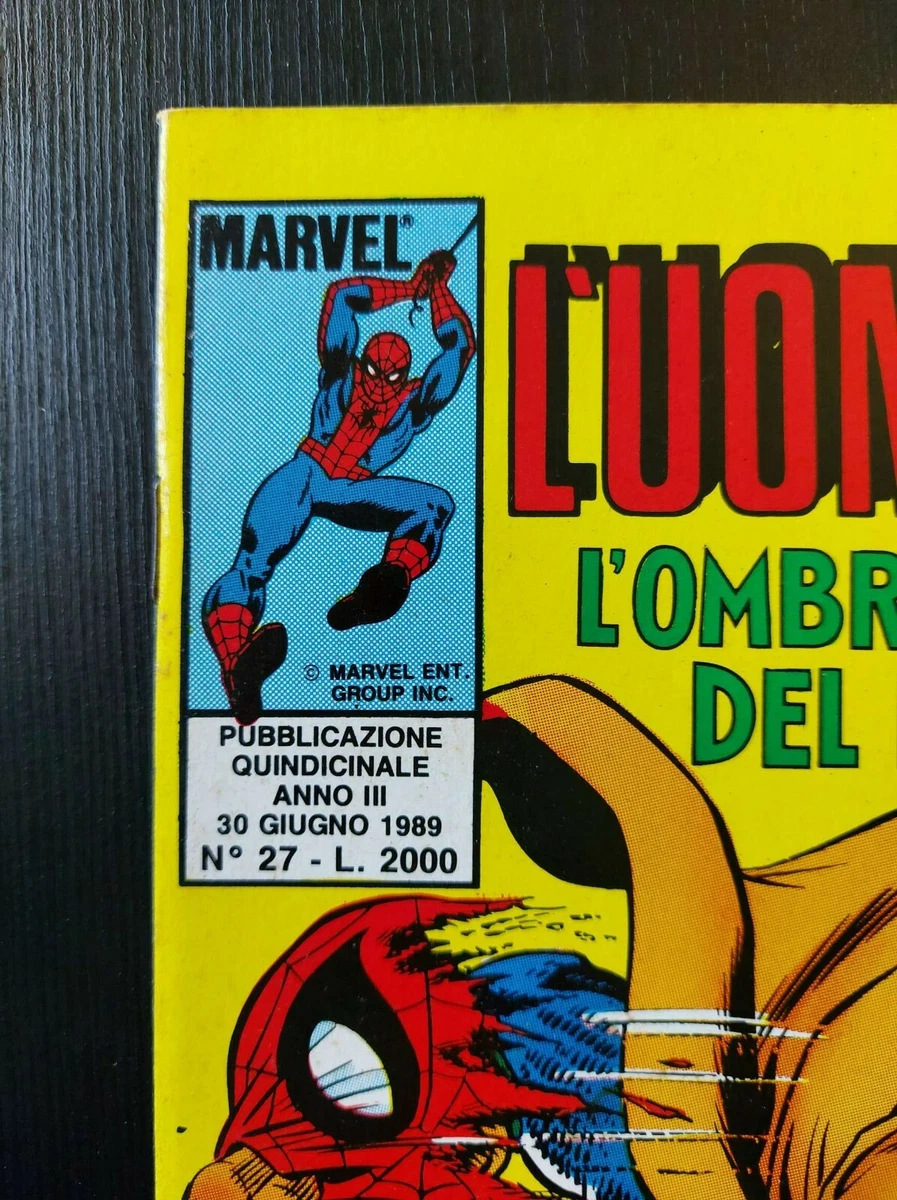 MARVEL®
L'UOM
L'OMBR
DEL
© MARVEL ENT.
GROUP INC.
PUBBLICAZIONE
QUINDICINALE
ANNO III
30 GIUGNO 1989
N° 27 - L. 2000